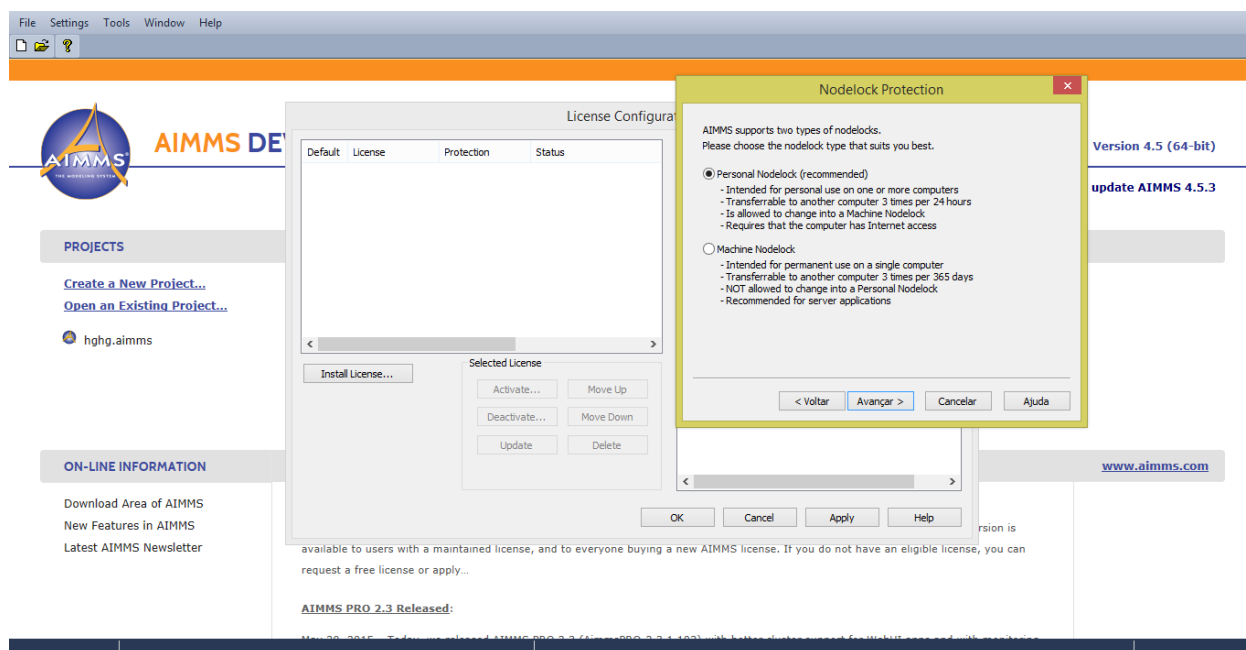 File Settings Tools Window Help
AIMMS
THE MODELING SYSTEM
AIMMS DE
Version 4.5 (64-bit)
update AIMMS 4.5.3
PROJECTS
Create a New Project...
Open an Existing Project...
hghg.aimms
ON-LINE INFORMATION
www.aimms.com
Download Area of AIMMS
New Features in AIMMS
Latest AIMMS Newsletter
License Configurat
Default License Protection Status
Install License...
Selected License
Activate... Move Up
Deactivate... Move Down
Update Delete
OK Cancel Apply Help
Nodelock Protection
AIMMS supports two types of nodelocks.
Please choose the nodelock type that suits you best.
Personal Nodelock (recommended)
- Intended for personal use on one or more computers
- Transferrable to another computer 3 times per 24 hours
- Is allowed to change into a Machine Nodelock
- Requires that the computer has Internet access
Machine Nodelock
- Intended for permanent use on a single computer
- Transferrable to another computer 3 times per 365 days
- NOT allowed to change into a Personal Nodelock
- Recommended for server applications
< Voltar Avançar > Cancelar Ajuda
rsion is
available to users with a maintained license, and to everyone buying a new AIMMS license. If you do not have an eligible license, you can
request a free license or apply...
AIMMS PRO 2.3 Released: